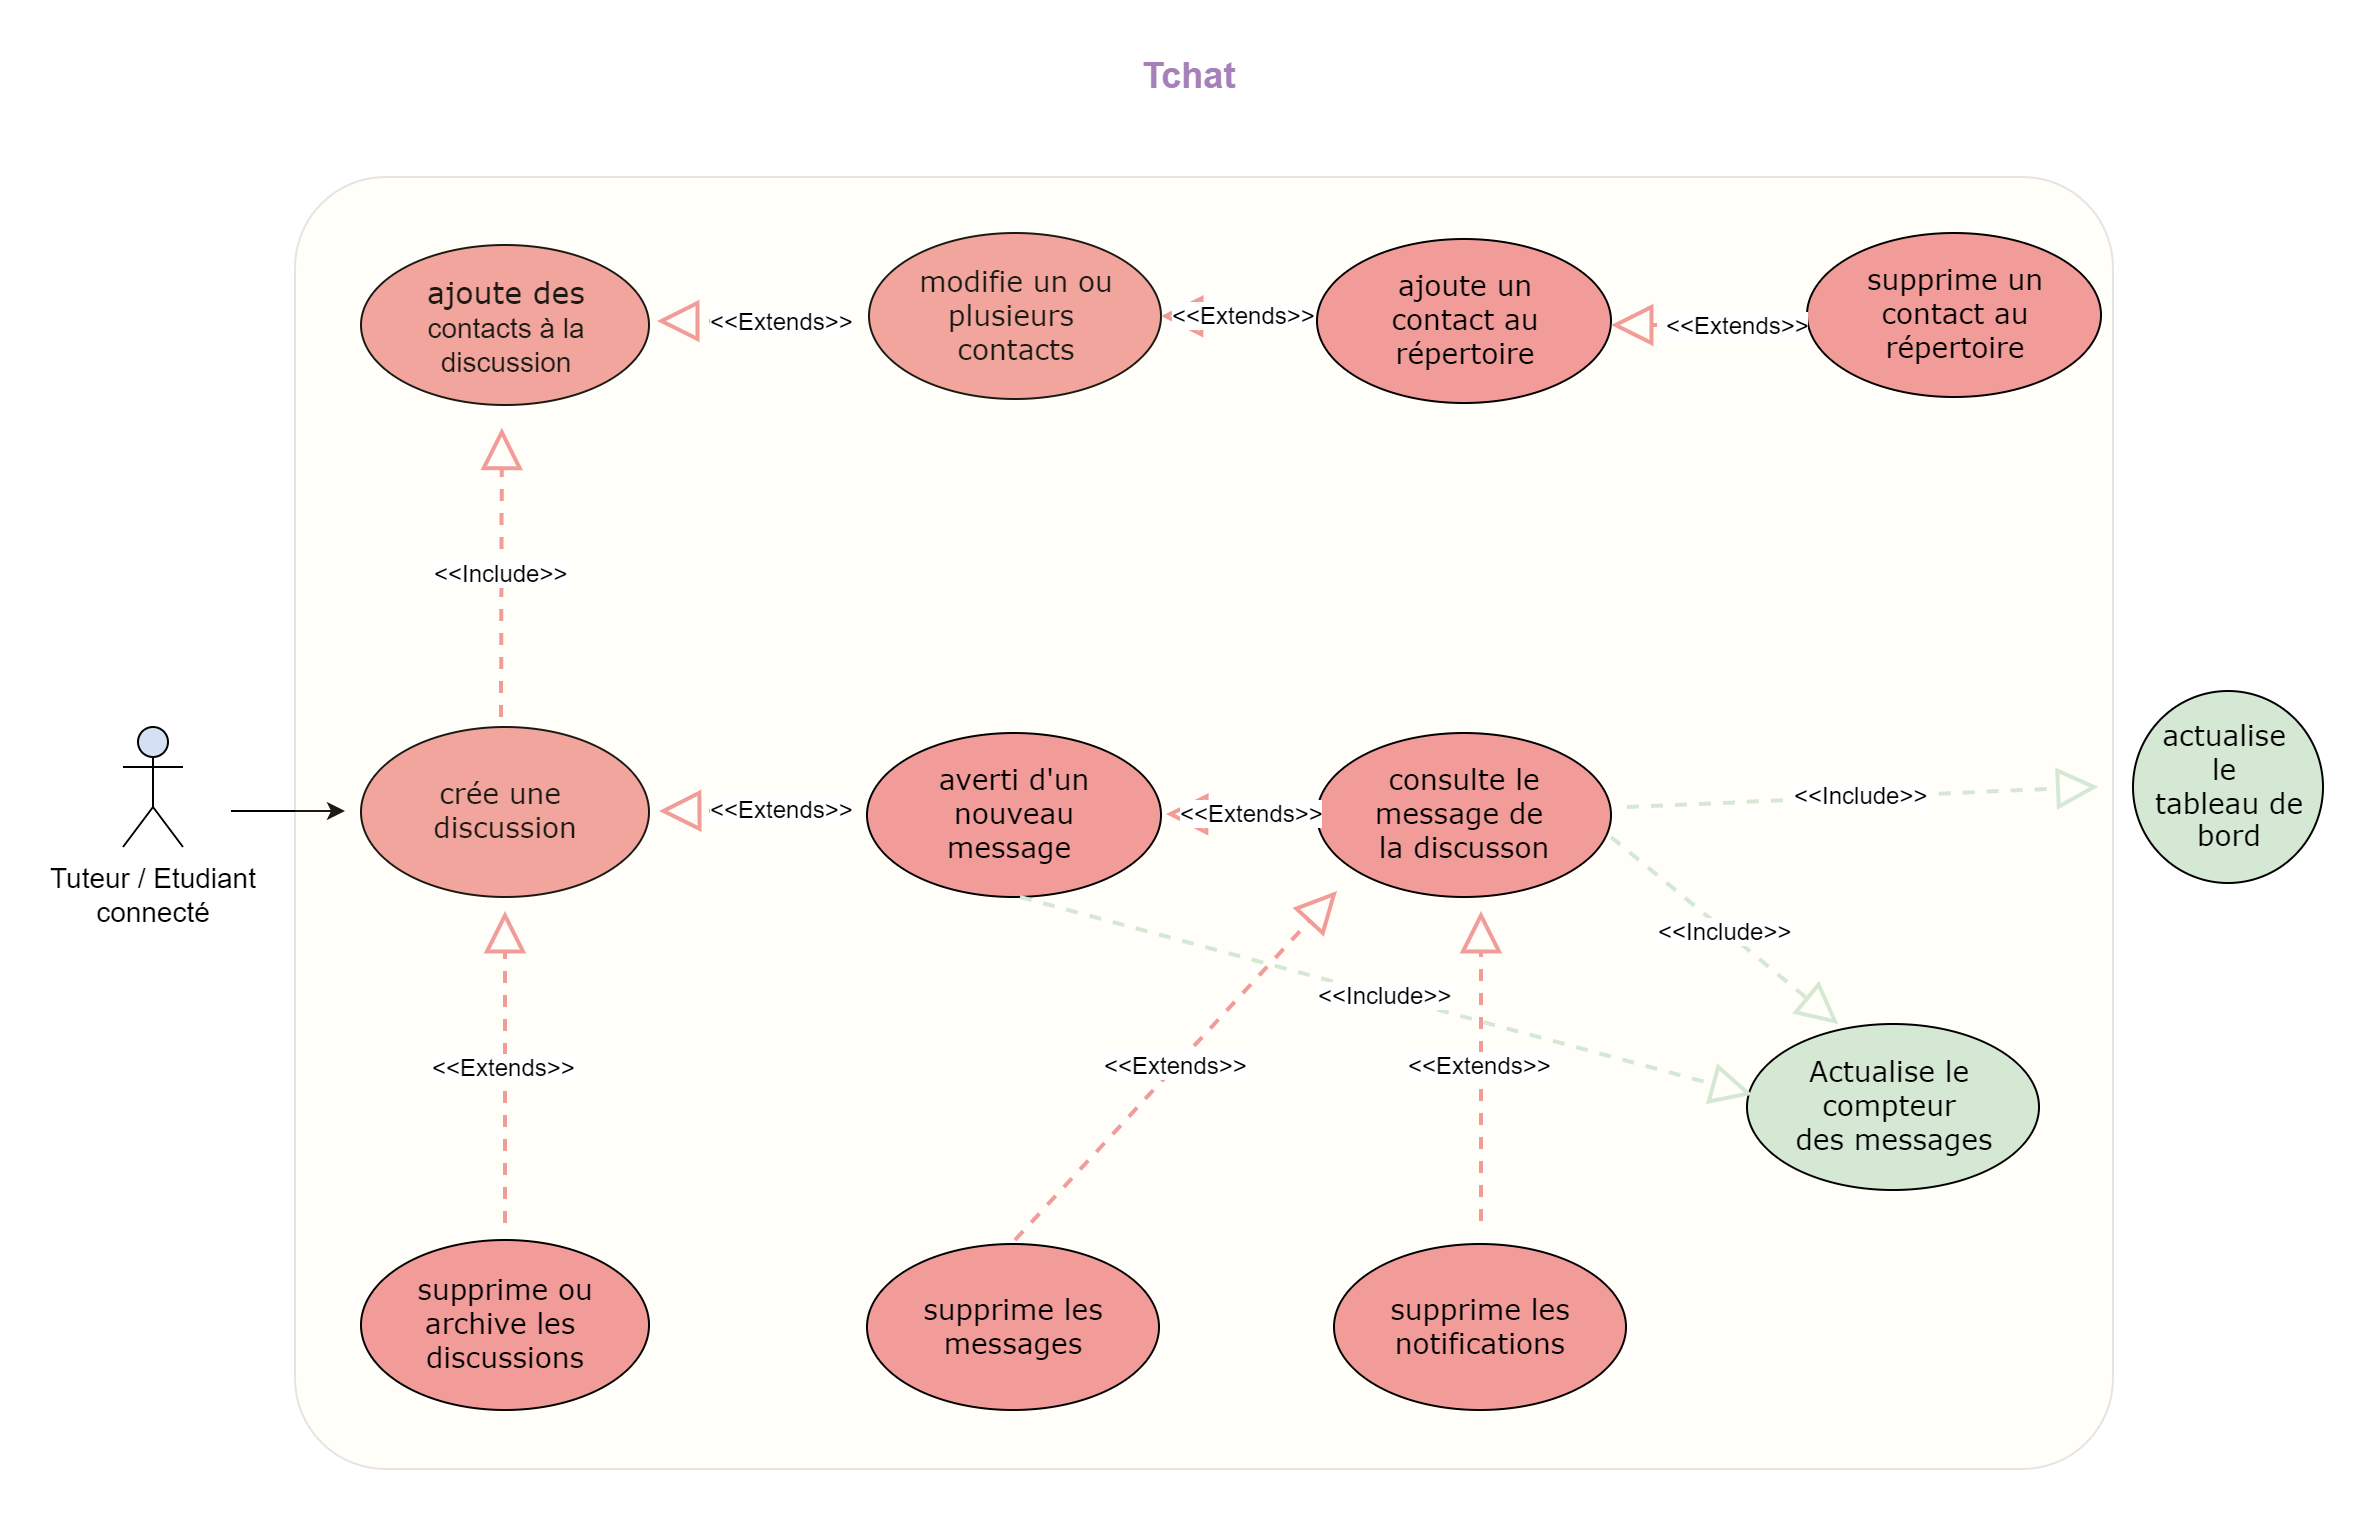 Tchat
ajoute des
contacts à la
discussion
<<Extends>>
modifie un ou
plusieurs
contacts
<<Extends>>
ajoute un
contact au
répertoire
<<Extends>>
supprime un
contact au
répertoire
<<Include>>
Tuteur / Etudiant
connecté
crée une
discussion
<<Extends>>
averti d'un
nouveau
message
<<Extends>>
consulte le
message de
la discusson
<<Include>>
actualise
le
tableau de
bord
<<Include>>
<<Include>>
<<Extends>>
<<Extends>>
<<Extends>>
Actualise le
compteur
des messages
supprime ou
archive les
discussions
supprime les
messages
supprime les
notifications